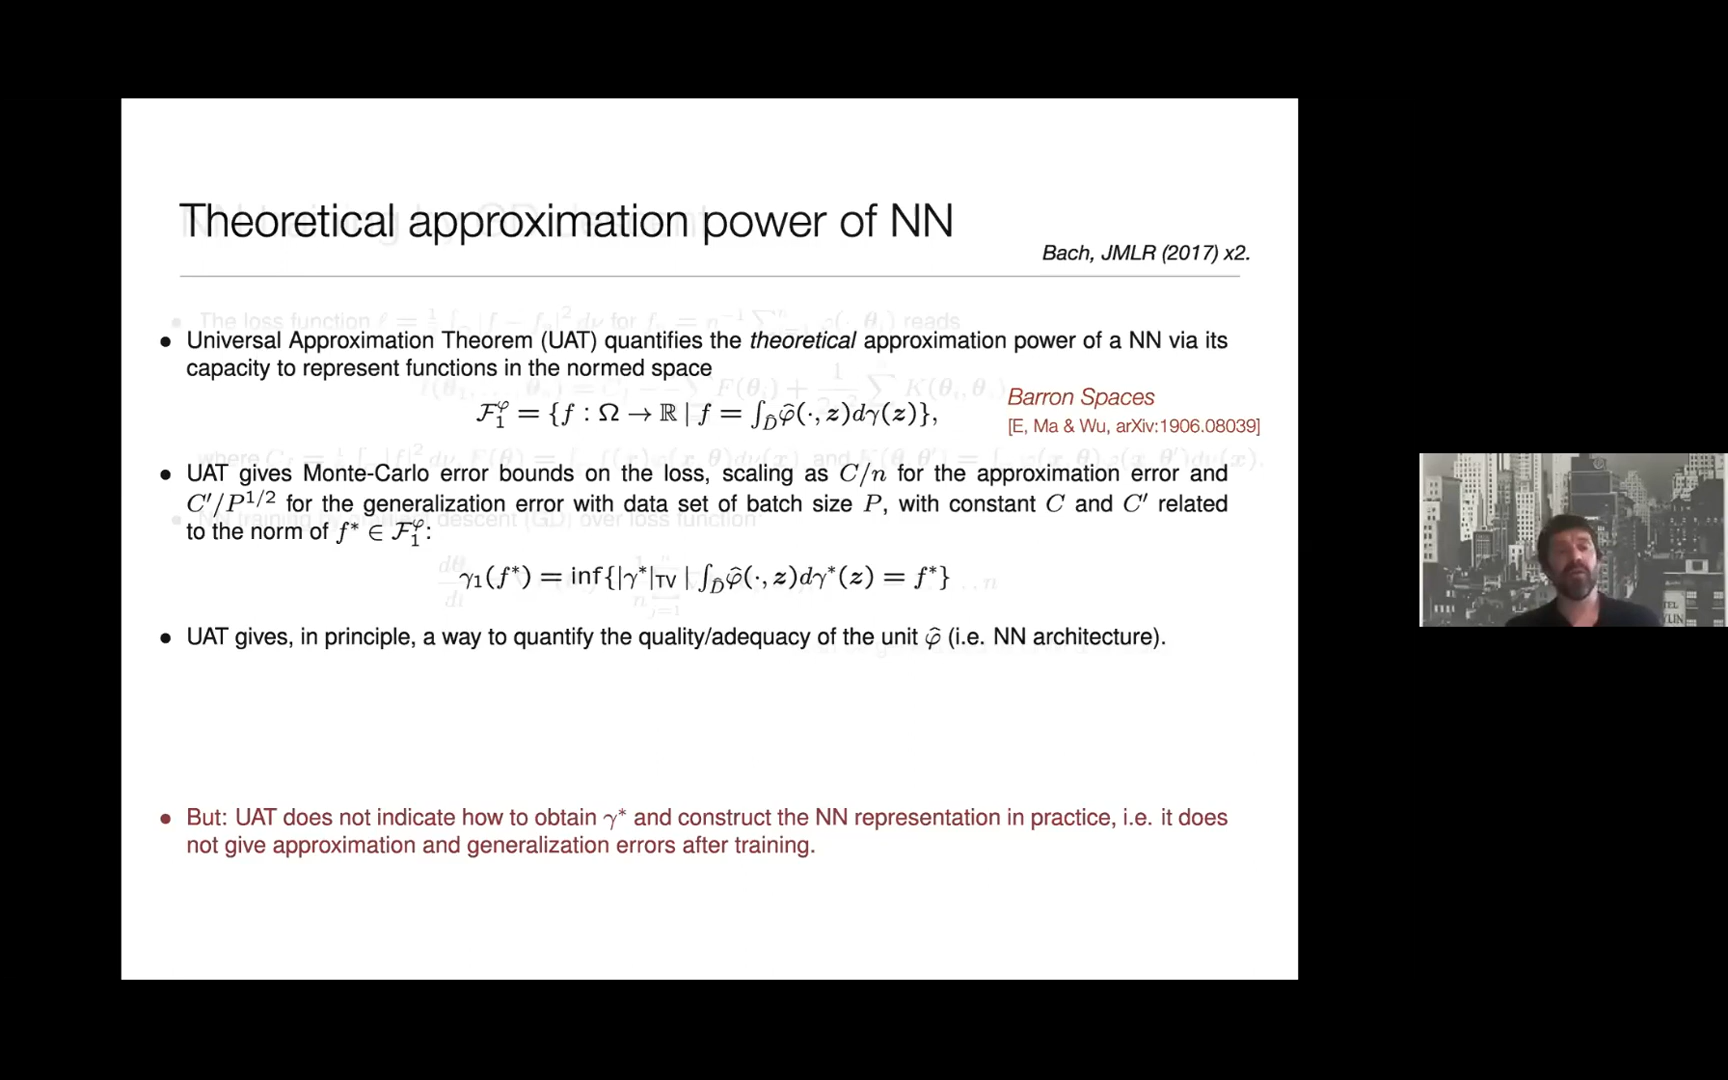 Theoretical approximation power of NN
Bach, JMLR (2017) x2.
• Universal Approximation Theorem (UAT) quantifies the theoretical approximation power of a NN via its
capacity to represent functions in the normed space
Barron Spaces
[E, Ma & Wu, arXiv:1906.08039]
ℱ₁^φ = {f : Ω → ℝ | f = ∫_D̂ φ̂(·, z)dγ(z)},
• UAT gives Monte-Carlo error bounds on the loss, scaling as C/n for the approximation error and
C′/P^{1/2} for the generalization error with data set of batch size P, with constant C and C′ related
to the norm of f* ∈ ℱ₁^φ:
γ₁(f*) = inf{|γ*|_TV | ∫_D̂ φ̂(·, z)dγ*(z) = f*}
• UAT gives, in principle, a way to quantify the quality/adequacy of the unit φ̂ (i.e. NN architecture).
• But: UAT does not indicate how to obtain γ* and construct the NN representation in practice, i.e. it does
not give approximation and generalization errors after training.